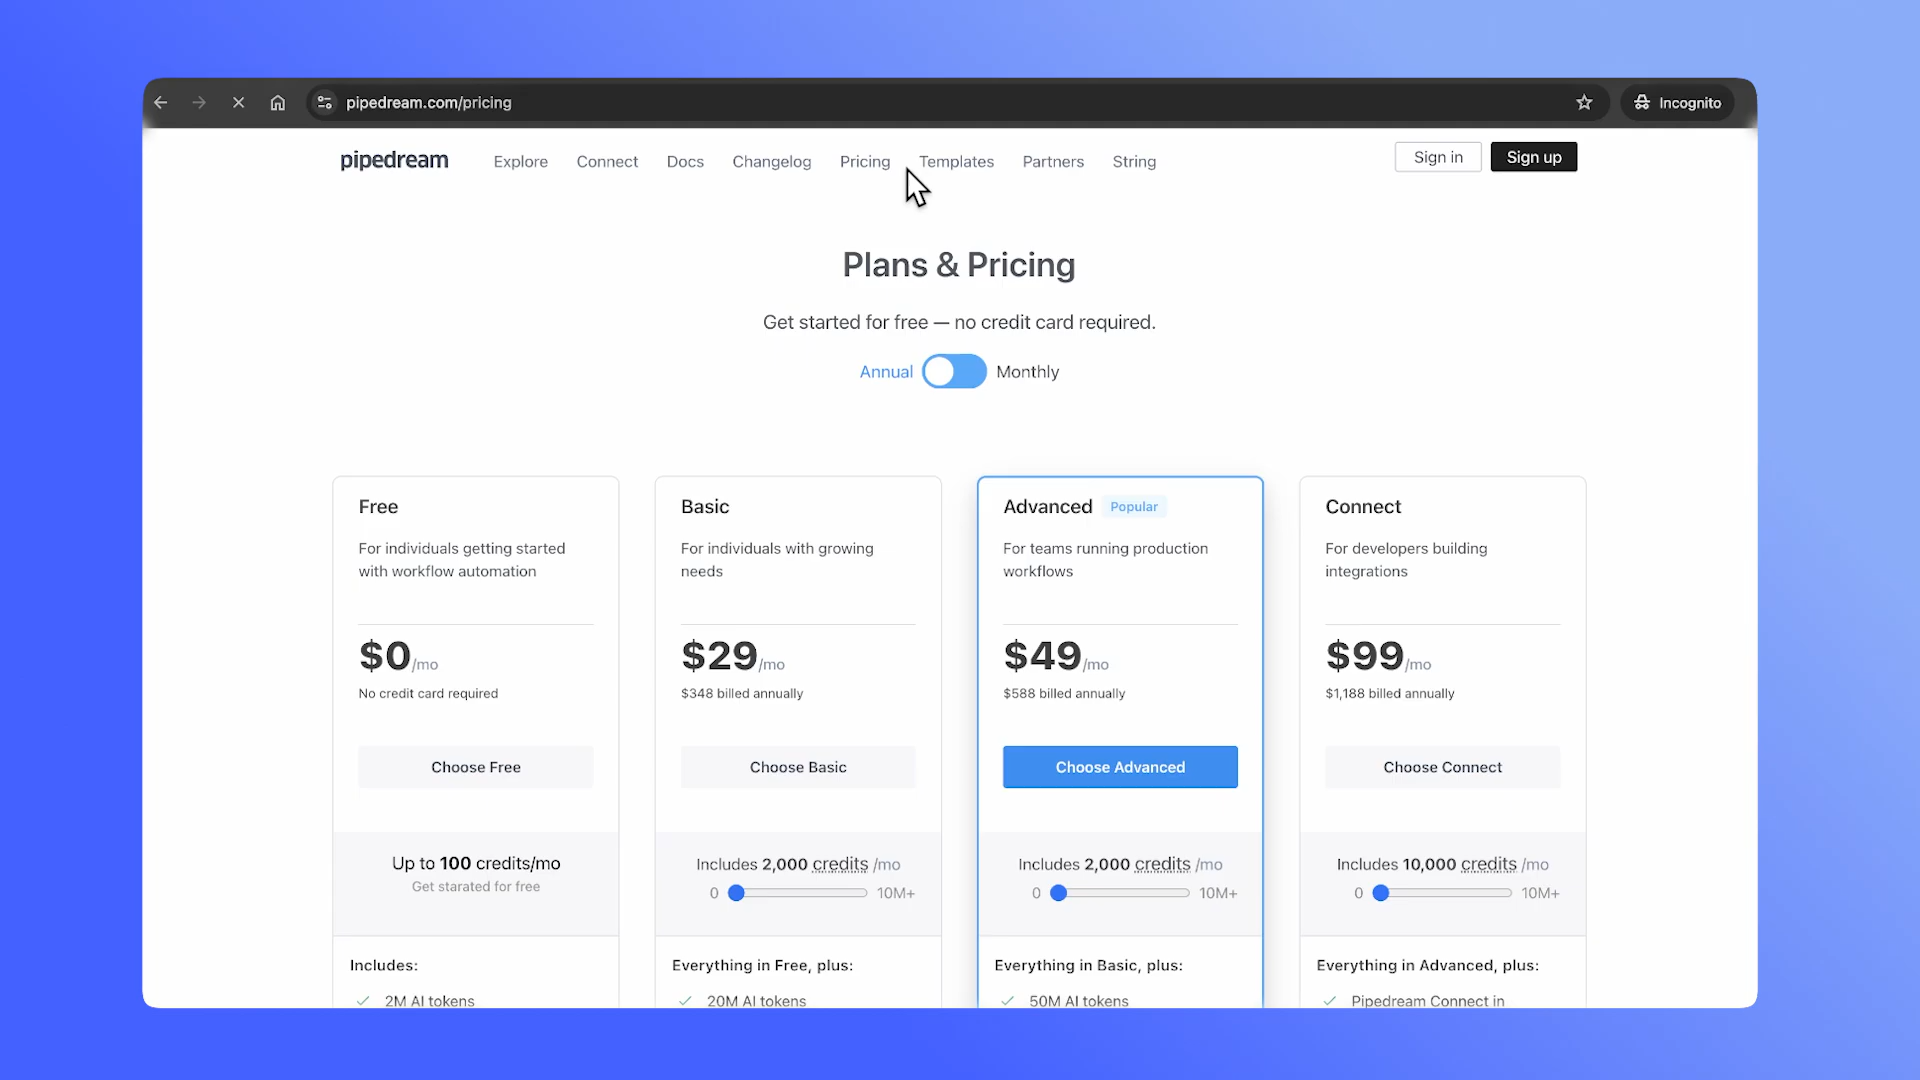 pipedream.com/pricing
Incognito
pipedream Explore Connect Docs Changelog Pricing Templates Partners String Sign in Sign up
Plans & Pricing
Get started for free — no credit card required.
Annual Monthly
Free
For individuals getting started
with workflow automation
$0/mo
No credit card required
Choose Free
Up to 100 credits/mo
Get starated for free
Includes:
2M AI tokens
Basic
For individuals with growing
needs
$29/mo
$348 billed annually
Choose Basic
Includes 2,000 credits /mo
0 10M+
Everything in Free, plus:
20M AI tokens
Advanced Popular
For teams running production
workflows
$49/mo
$588 billed annually
Choose Advanced
Includes 2,000 credits /mo
0 10M+
Everything in Basic, plus:
50M AI tokens
Connect
For developers building
integrations
$99/mo
$1,188 billed annually
Choose Connect
Includes 10,000 credits /mo
0 10M+
Everything in Advanced, plus:
Pipedream Connect in